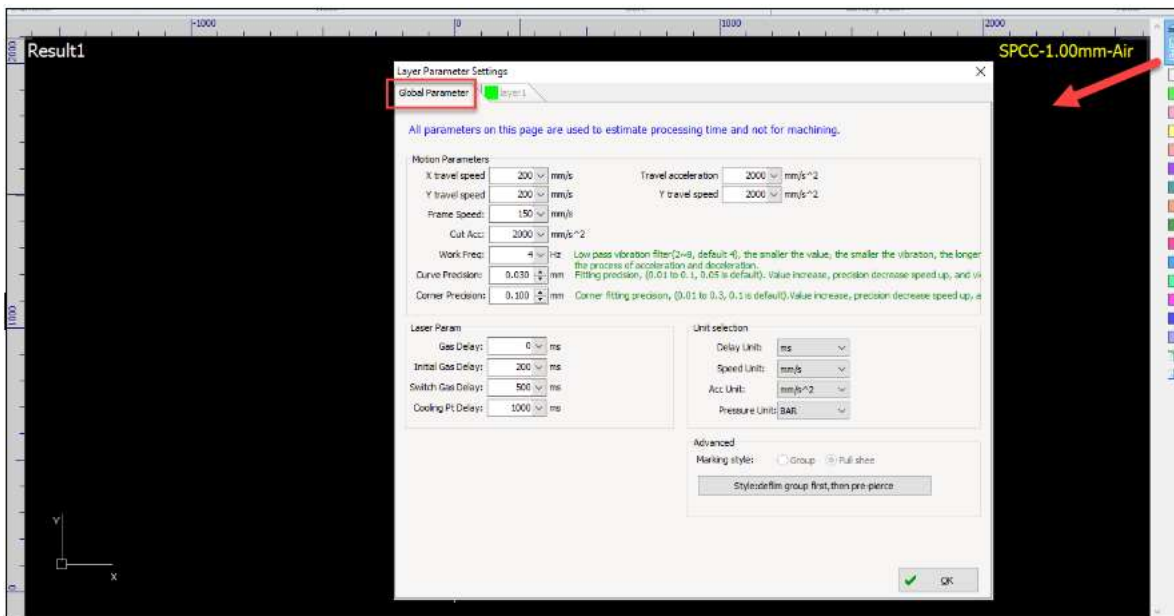 -1000 0 1000 2000
2000
Result1
SPCC-1.00mm-Air
Layer Parameter Settings
Global Parameter layer1
All parameters on this page are used to estimate processing time and not for machining.
Motion Parameters
X travel speed 200 mm/s Travel acceleration 2000 mm/s^2
Y travel speed 200 mm/s Y travel speed 2000 mm/s^2
Frame Speed: 150 mm/s
Cut Acc: 2000 mm/s^2
Work Freq: 4 Hz Low pass vibration filter(2~9, default 4), the smaller the value, the smaller the vibration, the longer
the process of acceleration and deceleration.
Curve Precision: 0.030 mm Fitting precision, (0.01 to 0.1, 0.05 is default). Value increase, precision decrease speed up, and vi
Corner Precision: 0.100 mm Corner fitting precison, (0.01 to 0.3, 0.1 is default).Value increase, precision decrease speed up, a
1000
Laser Param Unit selection
Gas Delay: 0 ms Delay Unit: ms
Initial Gas Delay: 200 ms Speed Unit: mm/s
Switch Gas Delay: 500 ms Acc Unit: mm/s^2
Cooling Pt Delay: 1000 ms Pressure Unit: BAR
Advanced
Marking style: Group Full shee
Style:defim group first,then pre-pierce
Y
X
0
OK